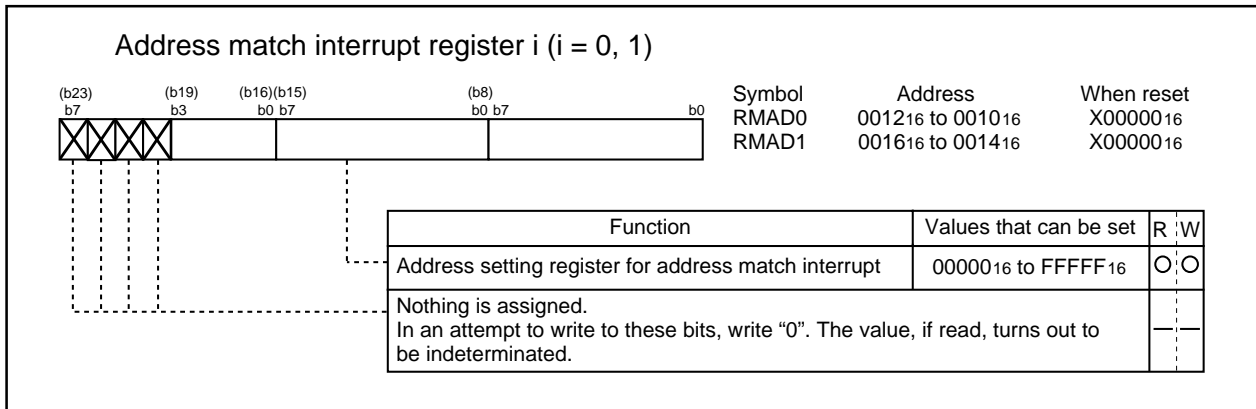 Address match interrupt register i (i = 0, 1)
(b23) (b19) (b16)(b15) (b8)
b7 b3 b0 b7 b0 b7 b0
Symbol Address When reset
RMAD0 001216 to 001016 X0000016
RMAD1 001616 to 001416 X0000016
Function Values that can be set R W
Address setting register for address match interrupt 0000016 to FFFFF16
Nothing is assigned.
In an attempt to write to these bits, write “0”. The value, if read, turns out to
be indeterminated.